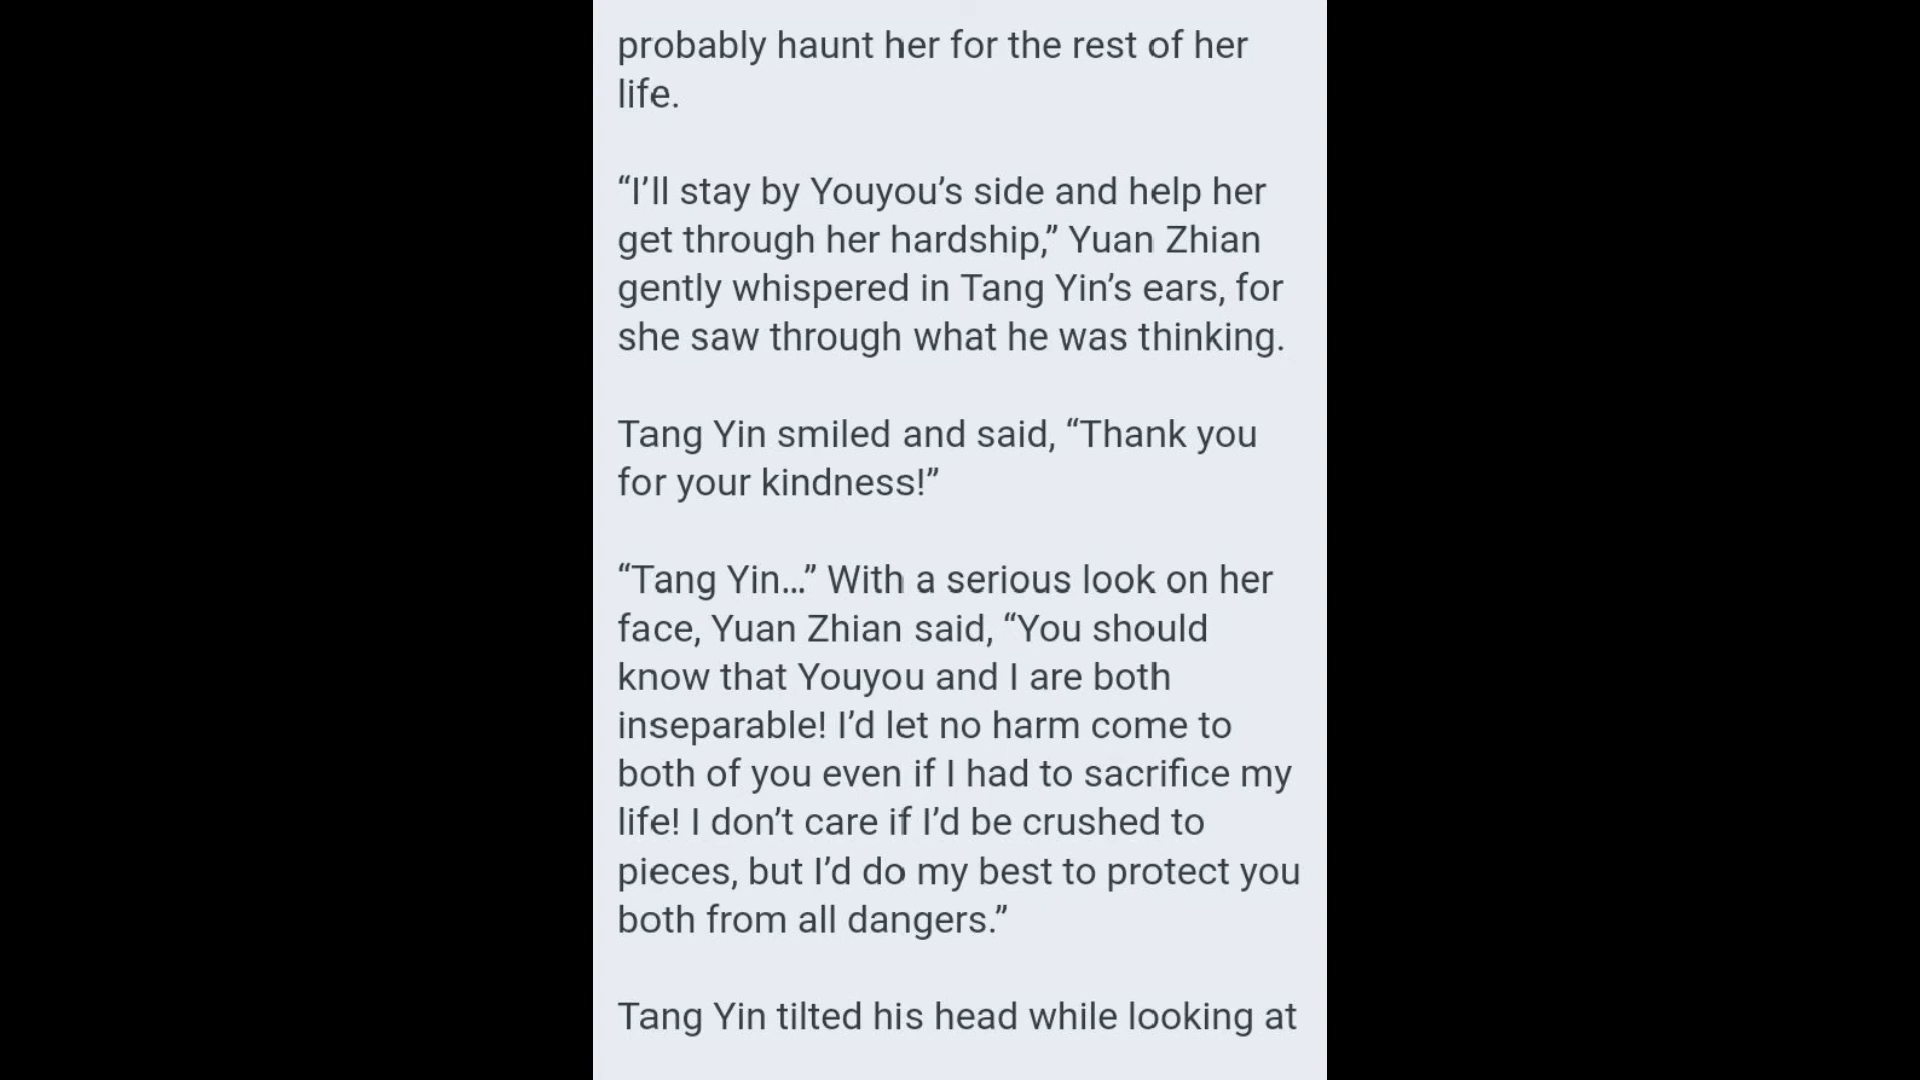 probably haunt her for the rest of her
life.
“I’ll stay by Youyou’s side and help her
get through her hardship,” Yuan Zhian
gently whispered in Tang Yin’s ears, for
she saw through what he was thinking.
Tang Yin smiled and said, “Thank you
for your kindness!”
“Tang Yin…” With a serious look on her
face, Yuan Zhian said, “You should
know that Youyou and I are both
inseparable! I’d let no harm come to
both of you even if I had to sacrifice my
life! I don’t care if I’d be crushed to
pieces, but I’d do my best to protect you
both from all dangers.”
Tang Yin tilted his head while looking at